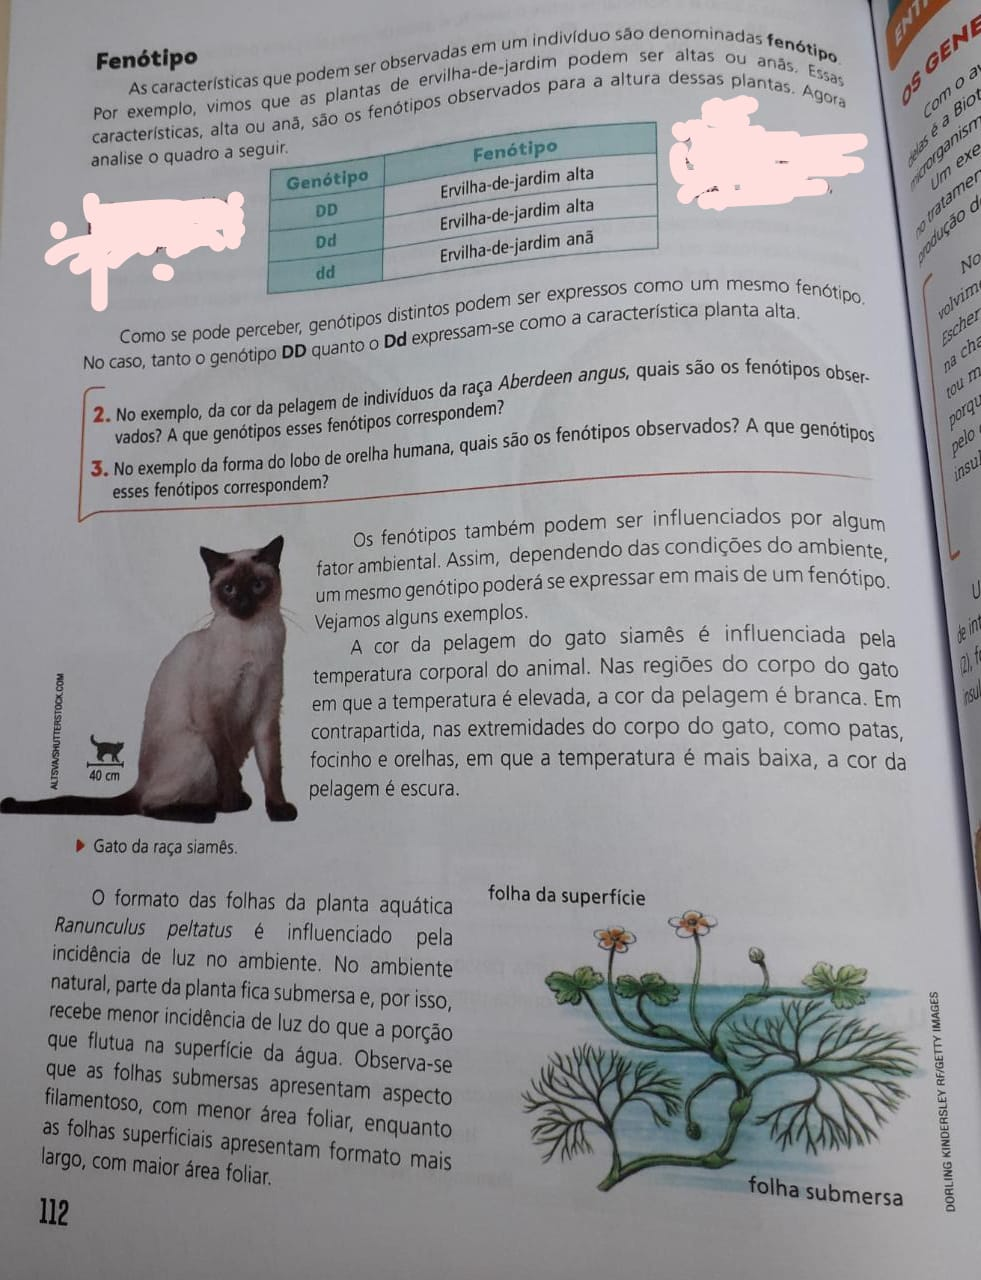 Fenótipo
As características que podem ser observadas em um indivíduo são denominadas fenótipo.
Por exemplo, vimos que as plantas de ervilha-de-jardim podem ser altas ou anãs. Essas
características, alta ou anã, são os fenótipos observados para a altura dessas plantas. Agora
analise o quadro a seguir.
Genótipo Fenótipo
DD Ervilha-de-jardim alta
Dd Ervilha-de-jardim alta
dd Ervilha-de-jardim anã
Como se pode perceber, genótipos distintos podem ser expressos como um mesmo fenótipo.
No caso, tanto o genótipo DD quanto o Dd expressam-se como a característica planta alta.
2. No exemplo, da cor da pelagem de indivíduos da raça Aberdeen angus, quais são os fenótipos obser-
vados? A que genótipos esses fenótipos correspondem?
3. No exemplo da forma do lobo de orelha humana, quais são os fenótipos observados? A que genótipos
esses fenótipos correspondem?
Os fenótipos também podem ser influenciados por algum
fator ambiental. Assim, dependendo das condições do ambiente,
um mesmo genótipo poderá se expressar em mais de um fenótipo.
Vejamos alguns exemplos.
A cor da pelagem do gato siamês é influenciada pela
temperatura corporal do animal. Nas regiões do corpo do gato
em que a temperatura é elevada, a cor da pelagem é branca. Em
contrapartida, nas extremidades do corpo do gato, como patas,
focinho e orelhas, em que a temperatura é mais baixa, a cor da
pelagem é escura.
ALTSVA/SHUTTERSTOCK.COM
40 cm
Gato da raça siamês.
O formato das folhas da planta aquática
Ranunculus peltatus é influenciado pela
incidência de luz no ambiente. No ambiente
natural, parte da planta fica submersa e, por isso,
recebe menor incidência de luz do que a porção
que flutua na superfície da água. Observa-se
que as folhas submersas apresentam aspecto
filamentoso, com menor área foliar, enquanto
as folhas superficiais apresentam formato mais
largo, com maior área foliar.
folha da superfície
folha submersa
DORLING KINDERSLEY RF/GETTY IMAGES
112
OS GENE
Com o
delas é a
microrganism
Um exe
no
produção
No
Escher
na
pelo